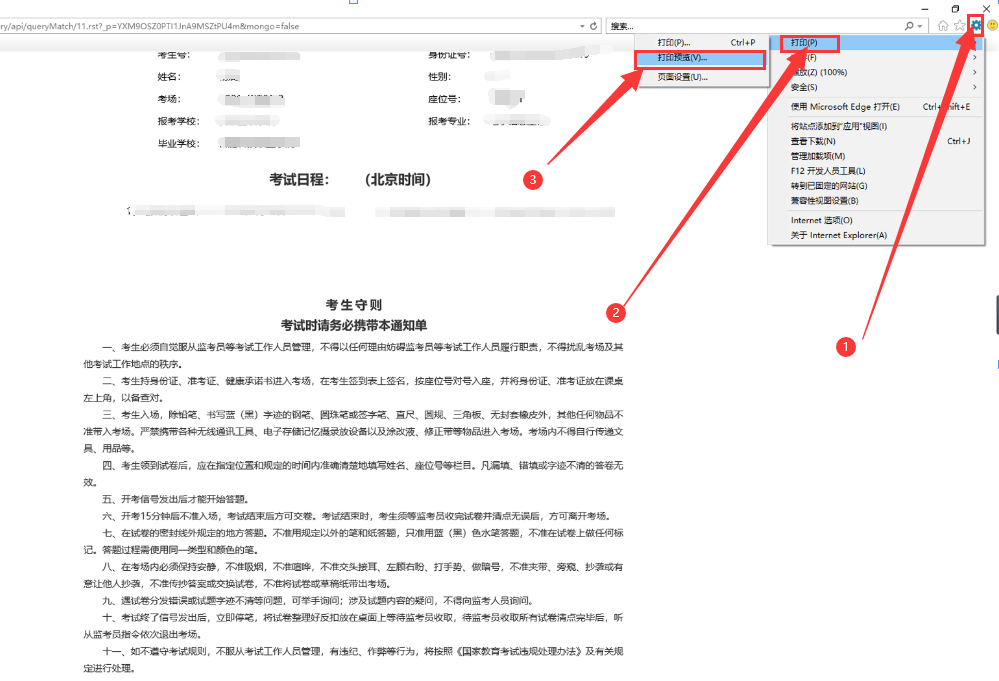 ry/api/queryMatch/11.rst?_p=YXM9OSZ0PTI1JnA9MSZtPU4m&mongo=false
搜索...
打印(P)... Ctrl+P
打印预览(V)...
页面设置(U)...
打印(P)
(F)
缩放(Z) (100%)
安全(S)
使用 Microsoft Edge 打开(E) Ctrl+Shift+E
将站点添加到“应用”视图(I)
查看下载(N) Ctrl+J
管理加载项(M)
F12 开发人员工具(L)
转到已固定的网站(G)
兼容性视图设置(B)
Internet 选项(O)
关于 Internet Explorer(A)
1
2
3
考生号： 身份证号：
姓名： 性别：
考场： 座位号：
报考学校： 报考专业：
毕业学校：
考试日程： （北京时间）
考 生 守 则
考试时请务必携带本通知单
一、考生必须自觉服从监考员等考试工作人员管理，不得以任何理由妨碍监考员等考试工作人员履行职责，不得扰乱考场及其
他考试工作地点的秩序。
二、考生持身份证、准考证、健康承诺书进入考场，在考生签到表上签名，按座位号对号入座，并将身份证、准考证放在课桌
左上角，以备查对。
三、考生入场，除铅笔、书写蓝（黑）字迹的钢笔、圆珠笔或签字笔、直尺、圆规、三角板、无封套橡皮外，其他任何物品不
准带入考场。严禁携带各种无线通讯工具、电子存储记忆摄录放设备以及涂改液、修正带等物品进入考场。考场内不得自行传递文
具、用品等。
四、考生领到试卷后，应在指定位置和规定的时间内准确清楚地填写姓名、座位号等栏目。凡漏填、错填或字迹不清的答卷无
效。
五、开考信号发出后才能开始答题。
六、开考15分钟后不准入场，考试结束后方可交卷。考试结束时，考生须等监考员收完试卷并清点无误后，方可离开考场。
七、在试卷的密封线外规定的地方答题。不准用规定以外的笔和纸答题，只准用蓝（黑）色水笔答题，不准在试卷上做任何标
记。答题过程需使用同一类型和颜色的笔。
八、在考场内必须保持安静，不准吸烟，不准喧哗，不准交头接耳、左顾右盼、打手势、做暗号，不准夹带、旁窥、抄袭或有
意让他人抄袭，不准传抄答案或交换试卷，不准将试卷或草稿纸带出考场。
九、遇试卷分发错误或试题字迹不清等问题，可举手询问；涉及试题内容的疑问，不得向监考人员询问。
十、考试终了信号发出后，立即停笔，将试卷整理好反扣放在桌面上等待监考员收取，待监考员收取所有试卷清点完毕后，听
从监考员指令依次退出考场。
十一、如不遵守考试规则，不服从考试工作人员管理，有违纪、作弊等行为，将按照《国家教育考试违规处理办法》及有关规
定进行处理。